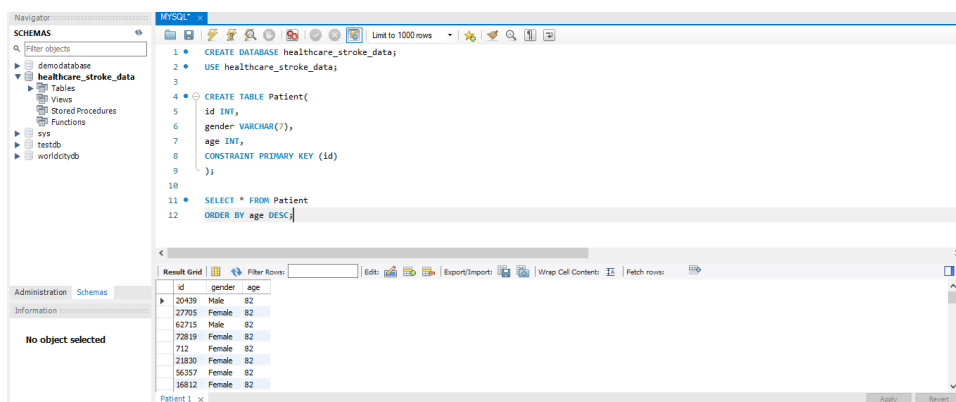 Navigator
SCHEMAS
Filter objects
demodatabase
healthcare_stroke_data
Tables
Views
Stored Procedures
Functions
sys
testdb
worldcitydb
Administration Schemas
Information
No object selected
MYSQL* ×
Limit to 1000 rows
1 CREATE DATABASE healthcare_stroke_data;
2 USE healthcare_stroke_data;
3
4 CREATE TABLE Patient(
5 id INT,
6 gender VARCHAR(7),
7 age INT,
8 CONSTRAINT PRIMARY KEY (id)
9 );
10
11 SELECT * FROM Patient
12 ORDER BY age DESC;
Result Grid Filter Rows: Edit: Export/Import: Wrap Cell Content: Fetch rows:
id gender age
20439 Male 82
27705 Female 82
62715 Male 82
72819 Female 82
712 Female 82
21830 Female 82
56357 Female 82
16812 Female 82
Patient 1 ×
Apply Revert